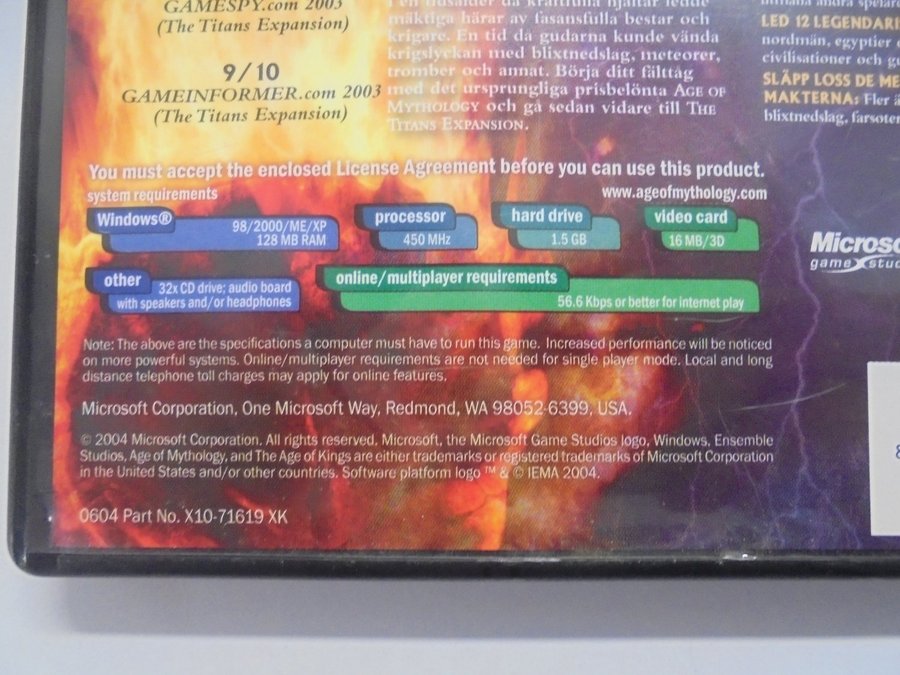 GAMESPY.com 2003
(The Titans Expansion)
9/10
GAMEINFORMER.com 2003
(The Titans Expansion)
En tidsålder då kraftfulla hjältar ledde
mäktiga härar av fasansfulla bestar och
krigare. En tid då gudarna kunde vända
krigslyckan med blixtnedslag, meteorer,
tromber och annat. Börja ditt fälttåg
med det ursprungliga prisbelönta AGE OF
MYTHOLOGY och gå sedan vidare till THE
TITANS EXPANSION.
andra spelar
LED 12 LEGENDARI
nordmän, egyptier
civilisationer och gu
SLÄPP LOSS DE ME
MAKTERNA: Fler
blixtnedslag, farsoter
You must accept the enclosed License Agreement before you can use this product.
system requirements
www.ageofmythology.com
Windows®
98/2000/ME/XP
128 MB RAM
processor
450 MHz
hard drive
1.5 GB
video card
16 MB/3D
other
32x CD drive; audio board
with speakers and/or headphones
online/multiplayer requirements
56.6 Kbps or better for internet play
Microso
game studi
Note: The above are the specifications a computer must have to run this game. Increased performance will be noticed
on more powerful systems. Online/multiplayer requirements are not needed for single player mode. Local and long
distance telephone toll charges may apply for online features.
Microsoft Corporation, One Microsoft Way, Redmond, WA 98052-6399, USA.
© 2004 Microsoft Corporation. All rights reserved. Microsoft, the Microsoft Game Studios logo, Windows, Ensemble
Studios, Age of Mythology, and The Age of Kings are either trademarks or registered trademarks of Microsoft Corporation
in the United States and/or other countries. Software platform logo ™ & © IEMA 2004.
0604 Part No. X10-71619 XK